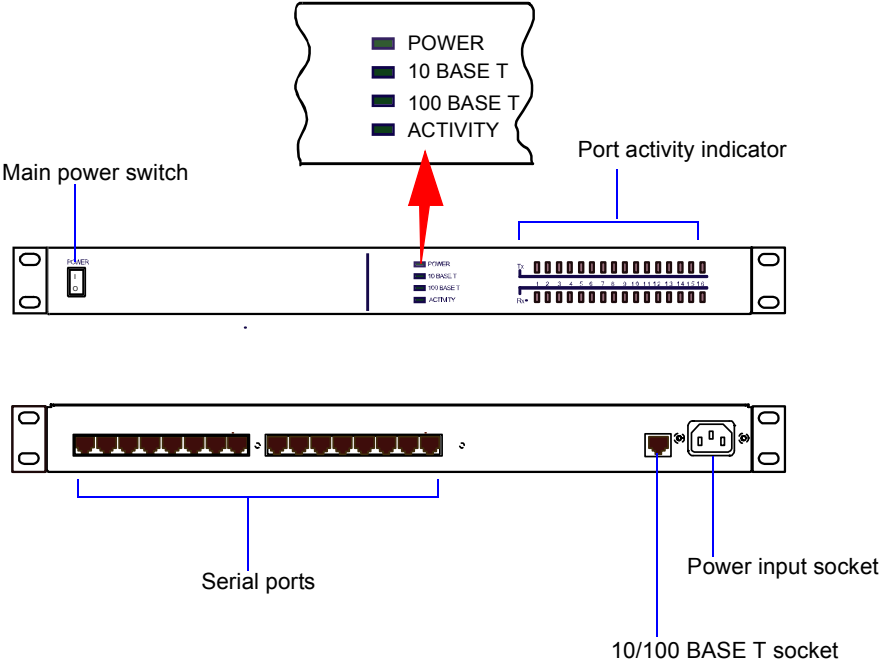 POWER
10 BASE T
100 BASE T
ACTIVITY
Port activity indicator
Main power switch
POWER
I
O
POWER
10 BASE T
100 BASE T
ACTIVITY
Tx
1 2 3 4 5 6 7 8 9 10 11 12 13 14 15 16
Rx
Serial ports
Power input socket
10/100 BASE T socket